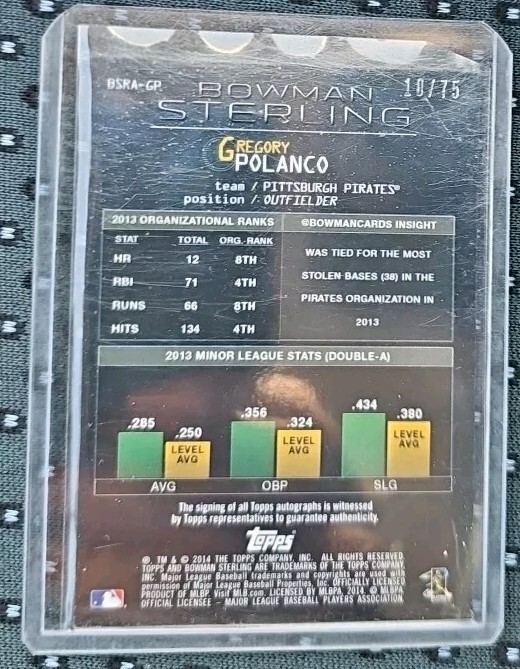 BSRA-GP
10/75
BOWMAN
STERLING
GREGORY
POLANCO
team / PITTSBURGH PIRATES®
position / OUTFIELDER
2013 ORGANIZATIONAL RANKS
STAT TOTAL ORG. RANK
HR 12 8TH
RBI 71 4TH
RUNS 66 8TH
HITS 134 4TH
@BOWMANCARDS INSIGHT
WAS TIED FOR THE MOST
STOLEN BASES (38) IN THE
PIRATES ORGANIZATION IN
2013
2013 MINOR LEAGUE STATS (DOUBLE-A)
.285 .250 .356 .324 .434 .380
LEVEL AVG
LEVEL AVG
LEVEL AVG
AVG OBP SLG
The signing of all Topps autographs is witnessed
by Topps representatives to guarantee authenticity.
Topps
® TM & © 2014 THE TOPPS COMPANY, INC. ALL RIGHTS RESERVED.
TOPPS AND BOWMAN STERLING ARE TRADEMARKS OF THE TOPPS COMPANY,
INC. Major League Baseball trademarks and copyrights are used with
permission of Major League Baseball Properties, Inc. OFFICIALLY LICENSED
PRODUCT OF MLBP. Visit MLB.com. LICENSED BY MLBPA, 2014. © MLBPA,
OFFICIAL LICENSEE – MAJOR LEAGUE BASEBALL PLAYERS ASSOCIATION.